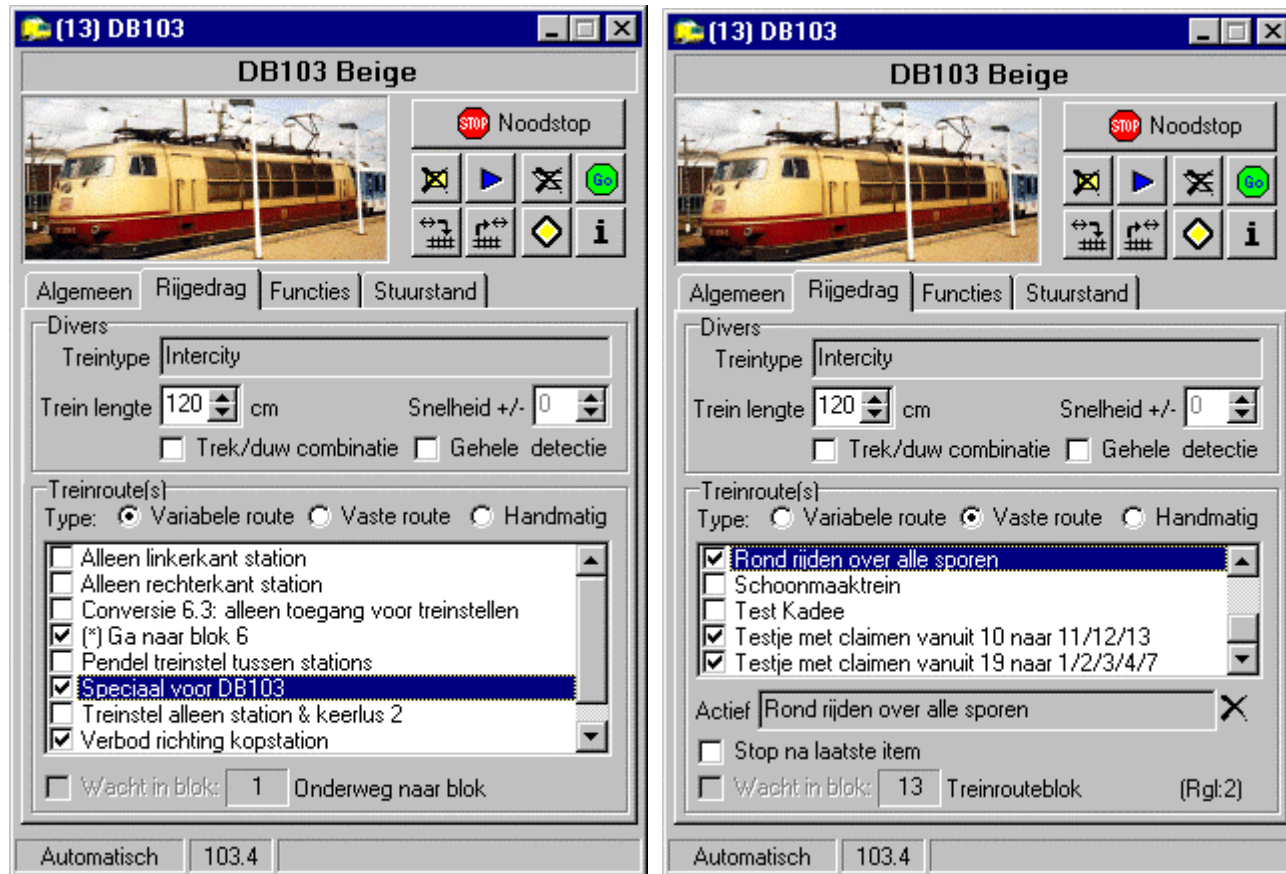 (13) DB103
DB103 Beige
STOP Noodstop
Go
i
Algemeen Rijgedrag Functies Stuurstand
Divers
Treintype Intercity
Trein lengte 120 cm Snelheid +/- 0
Trek/duw combinatie Gehele detectie
Treinroute(s)
Type: Variabele route Vaste route Handmatig
Alleen linkerkant station
Alleen rechterkant station
Conversie 6.3: alleen toegang voor treinstellen
(*) Ga naar blok 6
Pendel treinstel tussen stations
Speciaal voor DB103
Treinstel alleen station & keerlus 2
Verbod richting kopstation
Wacht in blok: 1 Onderweg naar blok
Automatisch 103.4
(13) DB103
DB103 Beige
STOP Noodstop
Go
i
Algemeen Rijgedrag Functies Stuurstand
Divers
Treintype Intercity
Trein lengte 120 cm Snelheid +/- 0
Trek/duw combinatie Gehele detectie
Treinroute(s)
Type: Variabele route Vaste route Handmatig
Rond rijden over alle sporen
Schoonmaaktrein
Test Kadee
Testje met claimen vanuit 10 naar 11/12/13
Testje met claimen vanuit 19 naar 1/2/3/4/7
Actief Rond rijden over alle sporen
Stop na laatste item
Wacht in blok: 13 Treinrouteblok (Rgl:2)
Automatisch 103.4